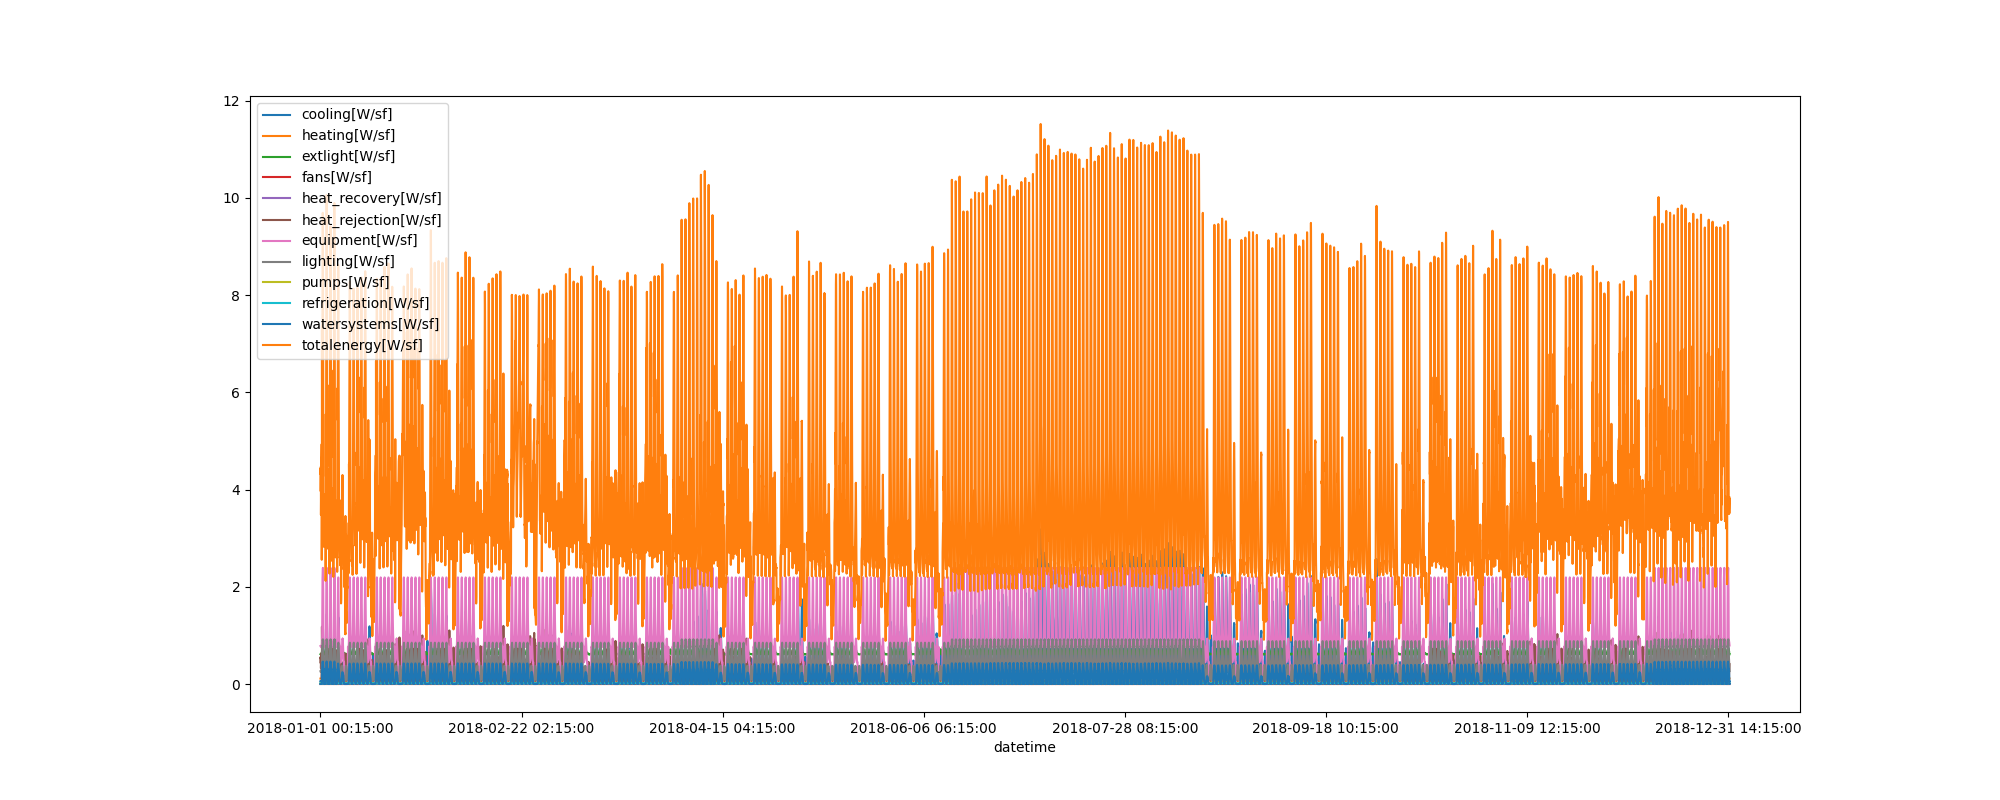 12
10
8
6
4
2
0
cooling[W/sf]
heating[W/sf]
extlight[W/sf]
fans[W/sf]
heat_recovery[W/sf]
heat_rejection[W/sf]
equipment[W/sf]
lighting[W/sf]
pumps[W/sf]
refrigeration[W/sf]
watersystems[W/sf]
totalenergy[W/sf]
2018-01-01 00:15:00
2018-02-22 02:15:00
2018-04-15 04:15:00
2018-06-06 06:15:00
2018-07-28 08:15:00
2018-09-18 10:15:00
2018-11-09 12:15:00
2018-12-31 14:15:00
datetime